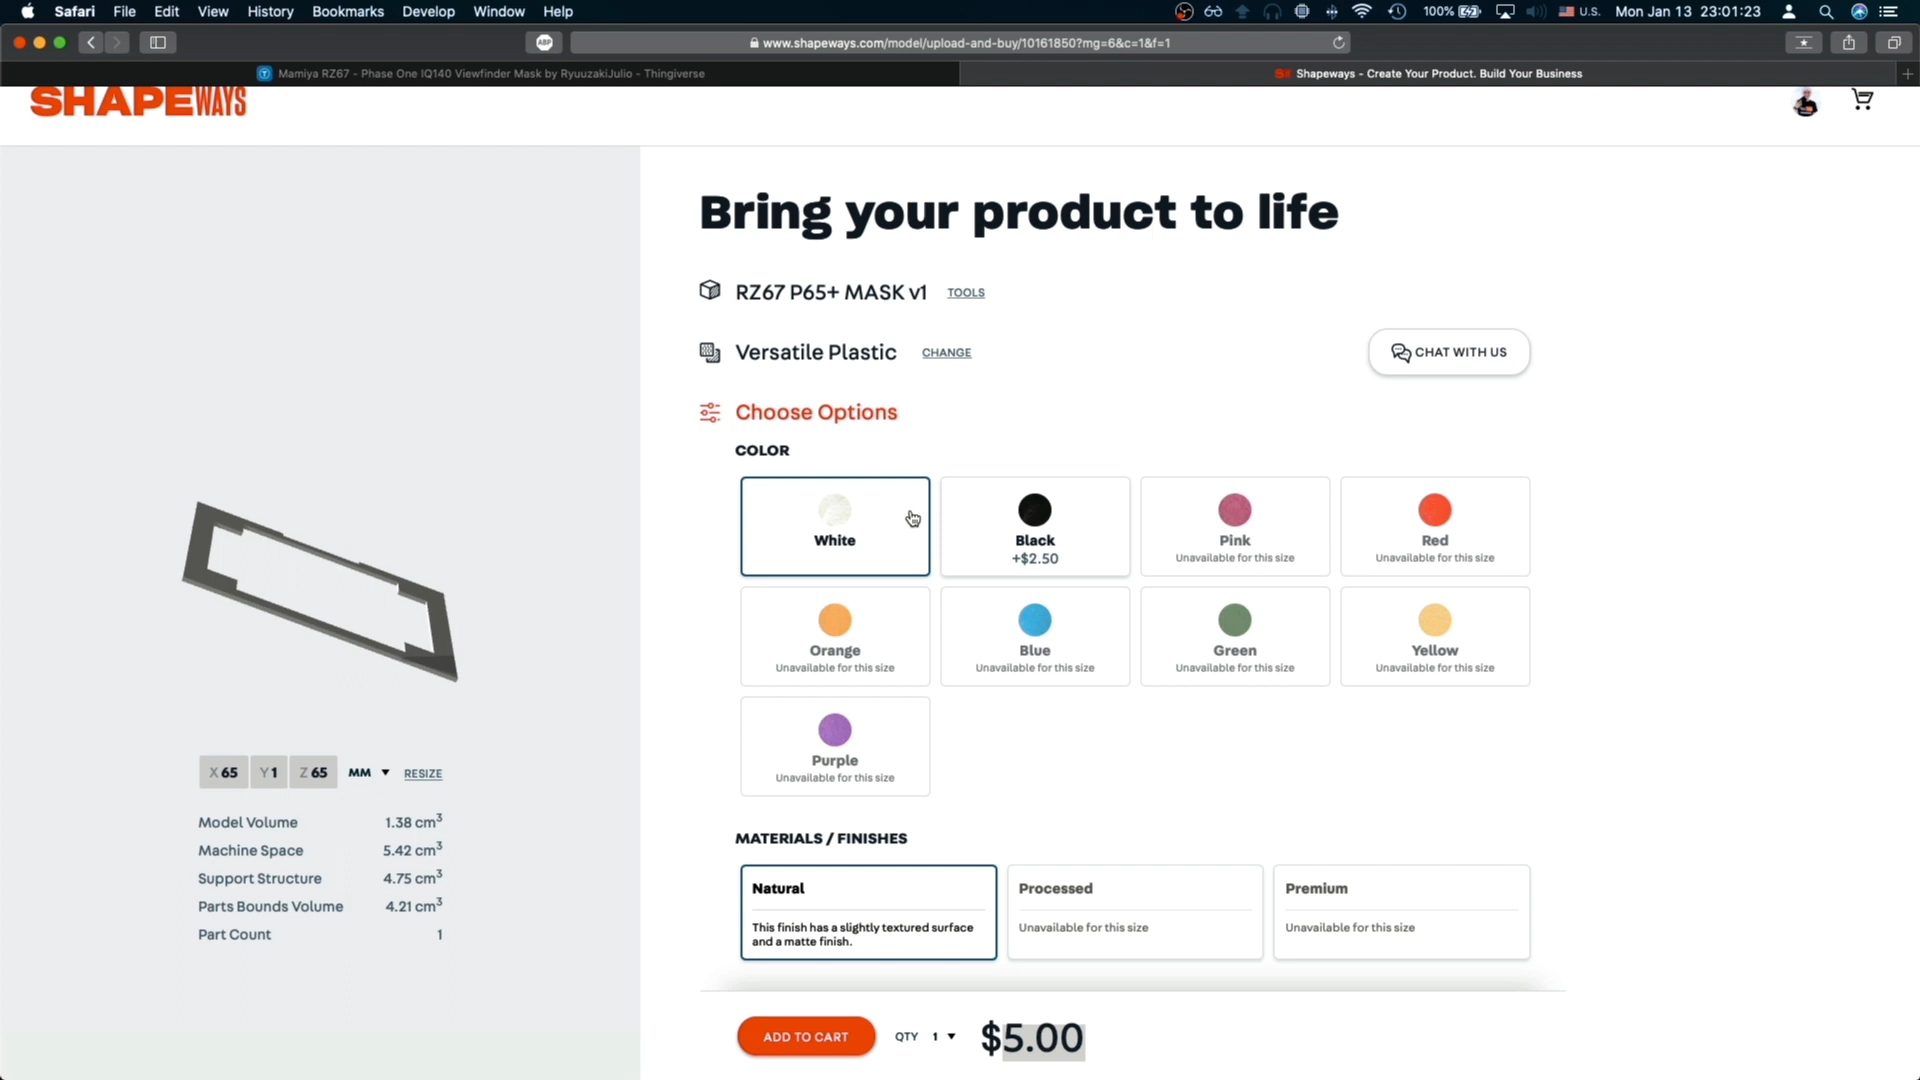 Safari File Edit View History Bookmarks Develop Window Help 100% U.S. Mon Jan 13 23:01:23
ABP www.shapeways.com/model/upload-and-buy/10161850?mg=6&c=1&f=1
Mamiya RZ67 - Phase One IQ140 Viewfinder Mask by RyuuzakiJulio - Thingiverse
Shapeways - Create Your Product. Build Your Business
SHAPEWAYS
Bring your product to life
RZ67 P65+ MASK v1 TOOLS
Versatile Plastic CHANGE
CHAT WITH US
Choose Options
COLOR
White
Black
+$2.50
Pink
Unavailable for this size
Red
Unavailable for this size
Orange
Unavailable for this size
Blue
Unavailable for this size
Green
Unavailable for this size
Yellow
Unavailable for this size
Purple
Unavailable for this size
X 65 Y 1 Z 65 MM RESIZE
Model Volume 1.38 cm³
Machine Space 5.42 cm³
Support Structure 4.75 cm³
Parts Bounds Volume 4.21 cm³
Part Count 1
MATERIALS / FINISHES
Natural
This finish has a slightly textured surface
and a matte finish.
Processed
Unavailable for this size
Premium
Unavailable for this size
ADD TO CART QTY 1 $5.00